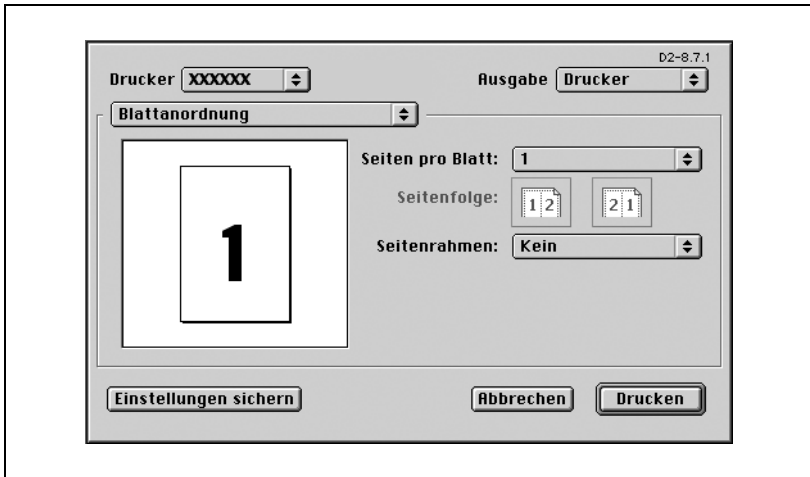 D2-8.7.1
Drucker XXXXXX Ausgabe Drucker
Blattanordnung
Seiten pro Blatt: 1
Seitenfolge: 1 2 2 1
Seitenrahmen: Kein
1
Einstellungen sichern Abbrechen Drucken